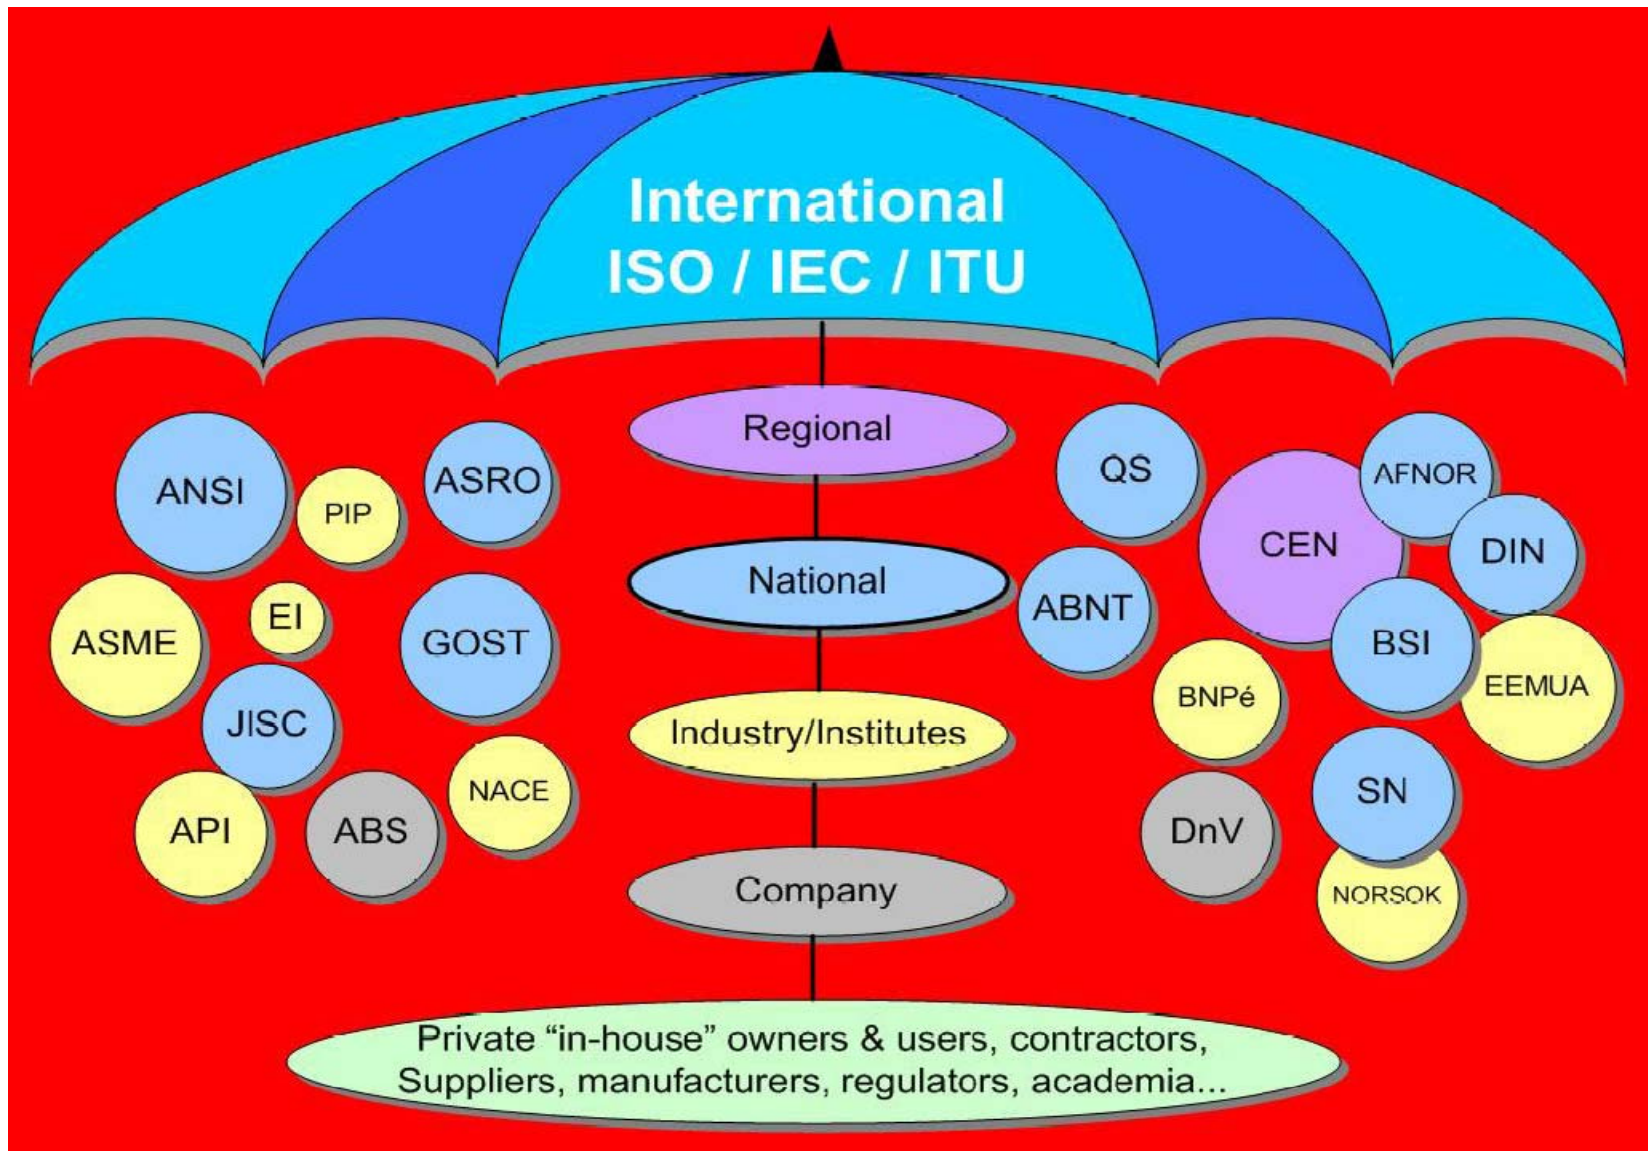 International
ISO / IEC / ITU
Regional
National
Industry/Institutes
Company
Private “in-house” owners & users, contractors,
Suppliers, manufacturers, regulators, academia...
ANSI
PIP
ASRO
ASME
EI
GOST
JISC
NACE
API
ABS
QS
AFNOR
CEN
DIN
ABNT
BSI
BNPé
EEMUA
SN
DnV
NORSOK